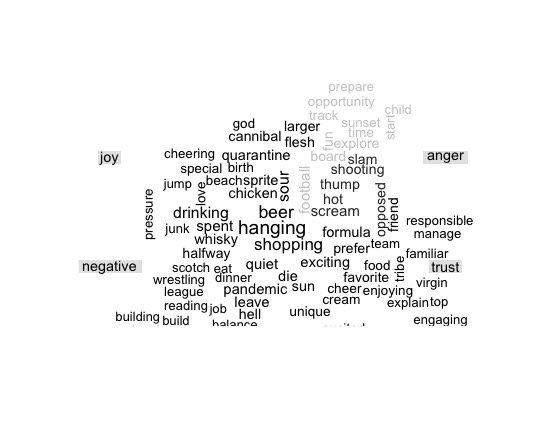 prepare
opportunity
child
track
sunset
start
god
larger
time
cannibal
flesh
fun
explore
joy
cheering
quarantine
board
slam
anger
special
birth
shooting
jump
love
beach
sprite
sour
football
thump
chicken
hot
pressure
drinking
beer
scream
opposed
friend
junk
spent
hanging
formula
responsible
whisky
shopping
prefer
team
manage
halfway
familiar
negative
scotch
eat
quiet
exciting
food
tribe
trust
wrestling
dinner
die
favorite
virgin
league
pandemic
sun
cheer
enjoying
reading
job
leave
cream
explain
top
building
build
hell
unique
engaging
balance